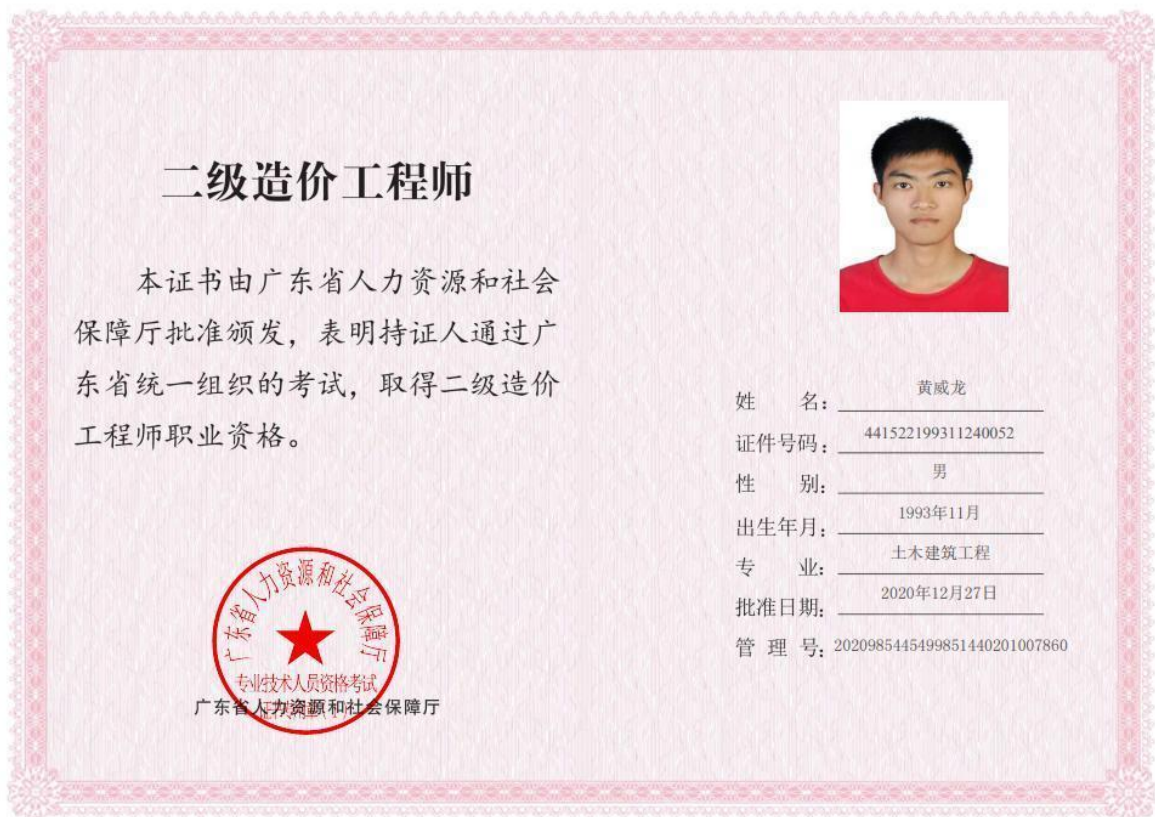 二级造价工程师
本证书由广东省人力资源和社会
保障厅批准颁发，表明持证人通过广
东省统一组织的考试，取得二级造价
工程师职业资格。
姓 名：黄威龙
证件号码：441522199311240052
性 别：男
出生年月：1993年11月
专 业：土木建筑工程
批准日期：2020年12月27日
管 理 号：2020985445499851440201007860
广东省人力资源和社会保障厅
专业技术人员资格考试
广东省人力资源和社会保障厅